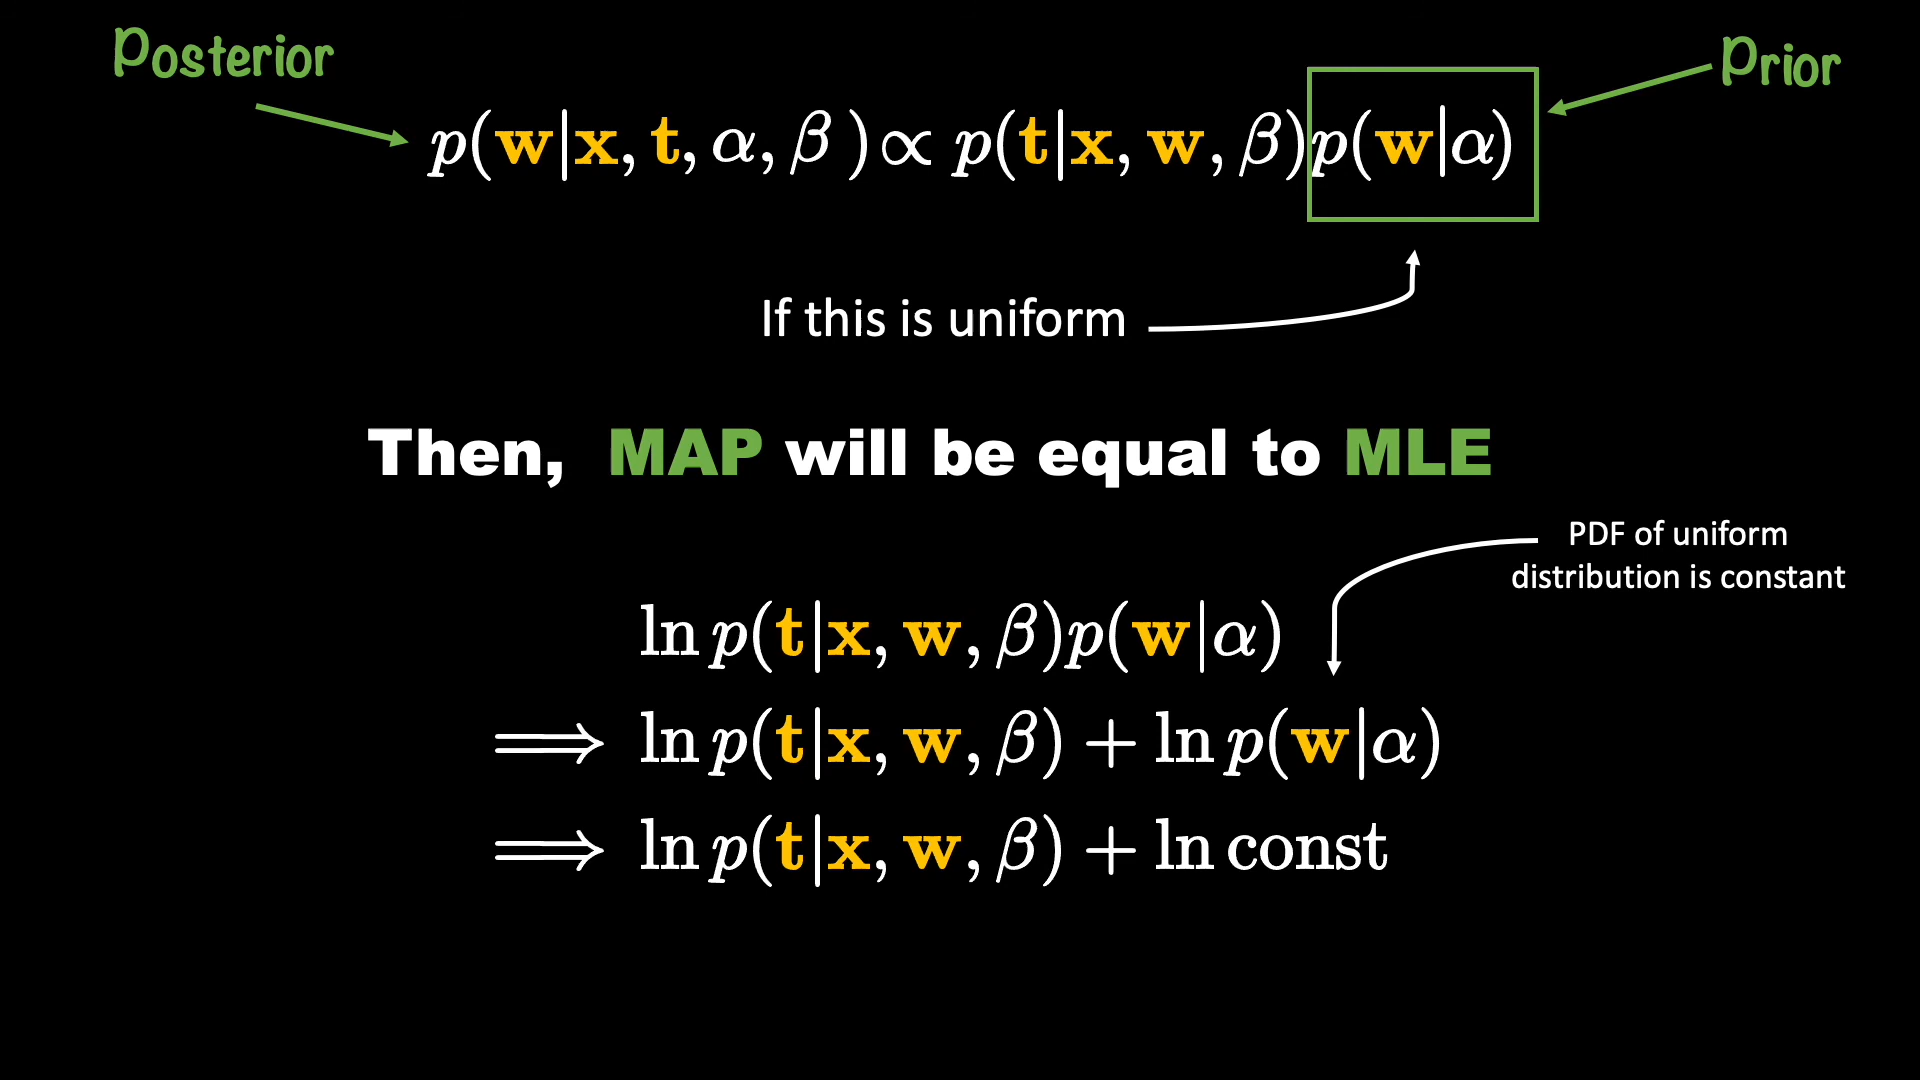 Posterior
Prior
p(w|x, t, α, β) ∝ p(t|x, w, β)p(w|α)
If this is uniform
Then, MAP will be equal to MLE
PDF of uniform
distribution is constant
ln p(t|x, w, β)p(w|α)
⟹ ln p(t|x, w, β) + ln p(w|α)
⟹ ln p(t|x, w, β) + ln const